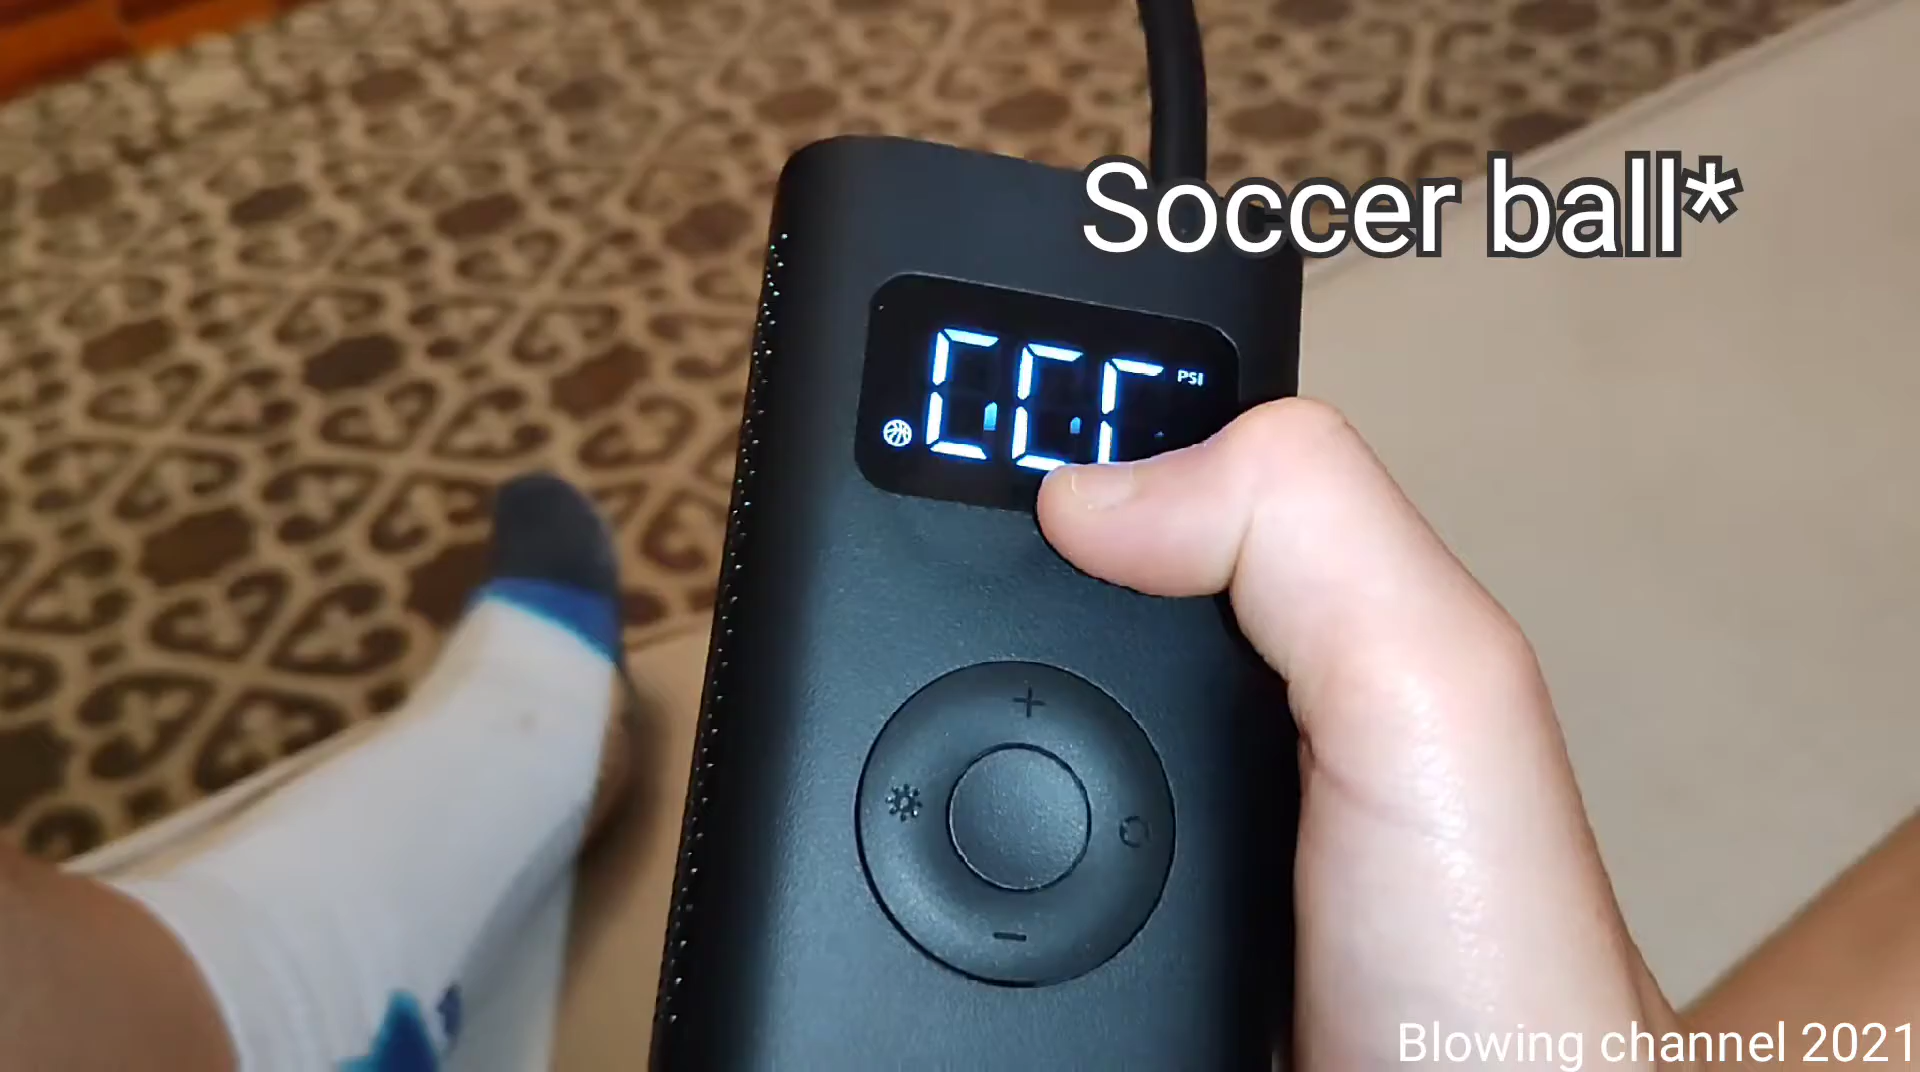 Soccer ball*
PSI
+
−
Blowing channel 2021